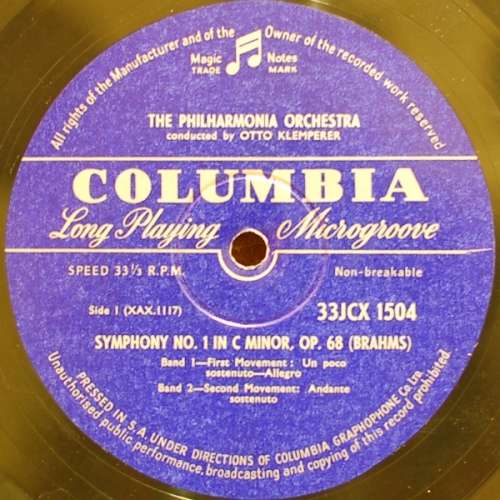 All rights of the Manufacturer and of the Owner of the recorded work reserved
Magic Notes
TRADE MARK
THE PHILHARMONIA ORCHESTRA
conducted by OTTO KLEMPERER
COLUMBIA
Long Playing Microgroove
SPEED 33⅓ R.P.M. Non-breakable
Side 1 (XAX.1117) 33JCX 1504
SYMPHONY NO. 1 IN C MINOR, OP. 68 (BRAHMS)
Band 1—First Movement: Un poco
sostenuto—Allegro
Band 2—Second Movement: Andante
sostenuto
PRESSED IN S.A. UNDER DIRECTIONS OF COLUMBIA GRAPHOPHONE Co. Ltd.
Unauthorised public performance, broadcasting and copying of this record prohibited.